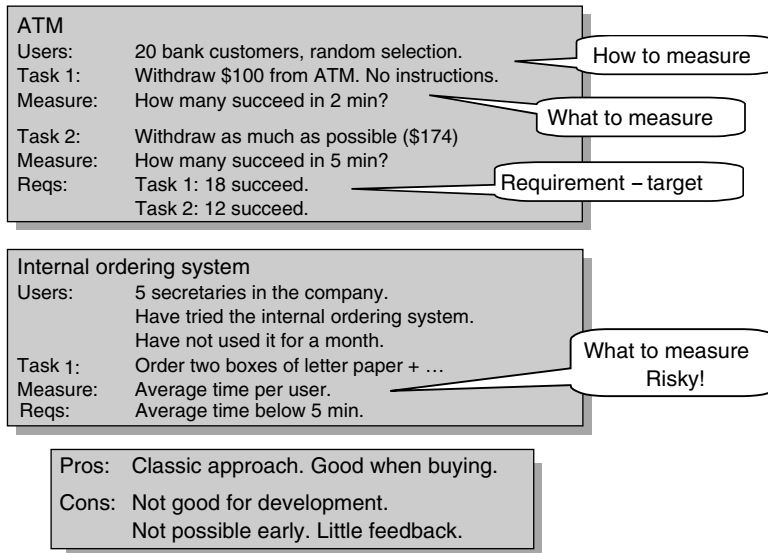 ATM
Users: 20 bank customers, random selection.
Task 1: Withdraw $100 from ATM. No instructions.
Measure: How many succeed in 2 min?
Task 2: Withdraw as much as possible ($174)
Measure: How many succeed in 5 min?
Reqs: Task 1: 18 succeed.
Task 2: 12 succeed.
How to measure
What to measure
Requirement – target
Internal ordering system
Users: 5 secretaries in the company.
Have tried the internal ordering system.
Have not used it for a month.
Task 1: Order two boxes of letter paper + …
Measure: Average time per user.
Reqs: Average time below 5 min.
What to measure
Risky!
Pros: Classic approach. Good when buying.
Cons: Not good for development.
Not possible early. Little feedback.